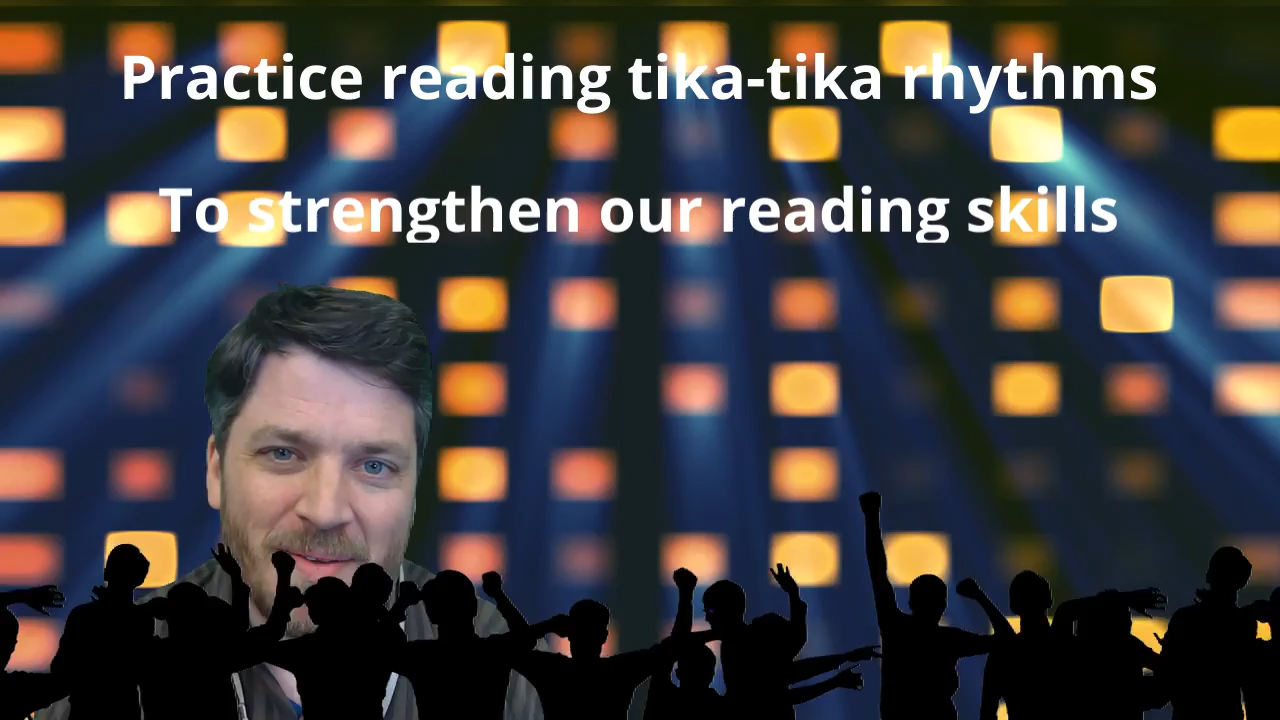 Practice reading tika-tika rhythms
To strengthen our reading skills